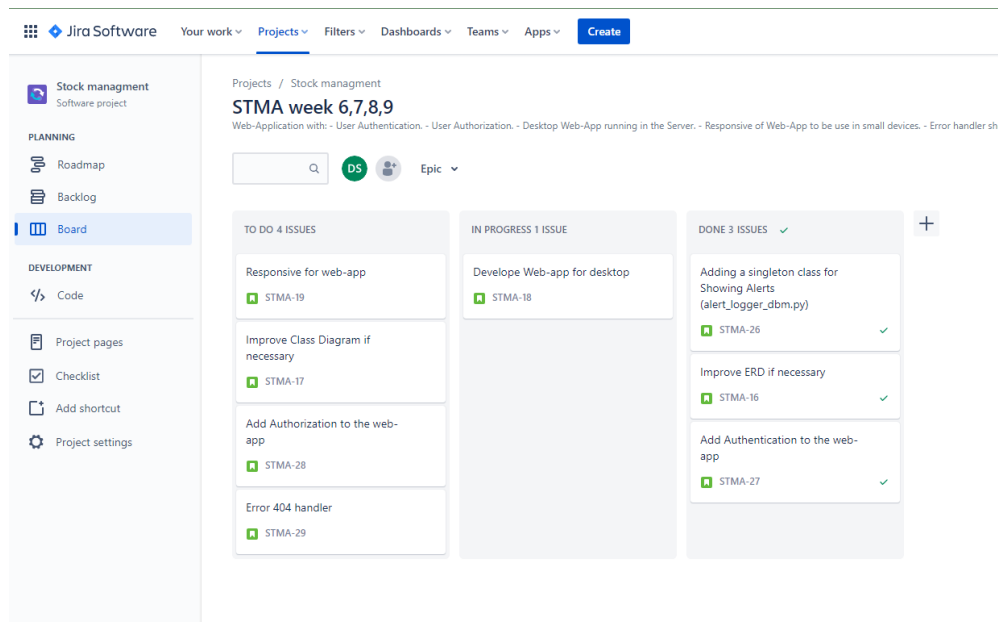 Jira Software
Your work
Projects
Filters
Dashboards
Teams
Apps
Create
Stock managment
Software project
PLANNING
Roadmap
Backlog
Board
DEVELOPMENT
Code
Project pages
Checklist
Add shortcut
Project settings
Projects / Stock managment
STMA week 6,7,8,9
Web-Application with: - User Authentication. - User Authorization. - Desktop Web-App running in the Server. - Responsive of Web-App to be use in small devices. - Error handler sh
DS
Epic
TO DO 4 ISSUES
Responsive for web-app
STMA-19
Improve Class Diagram if
necessary
STMA-17
Add Authorization to the web-
app
STMA-28
Error 404 handler
STMA-29
IN PROGRESS 1 ISSUE
Develope Web-app for desktop
STMA-18
DONE 3 ISSUES
Adding a singleton class for
Showing Alerts
(alert_logger_dbm.py)
STMA-26
Improve ERD if necessary
STMA-16
Add Authentication to the web-
app
STMA-27